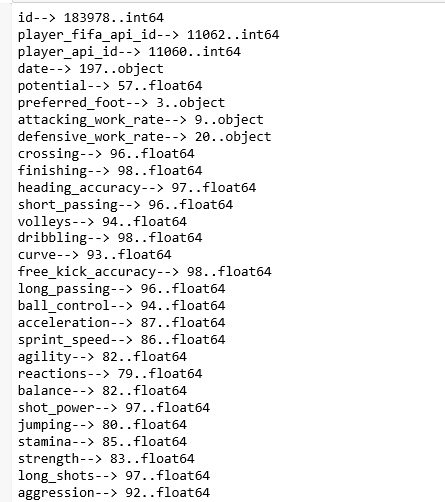 id--> 183978..int64
player_fifa_api_id--> 11062..int64
player_api_id--> 11060..int64
date--> 197..object
potential--> 57..float64
preferred_foot--> 3..object
attacking_work_rate--> 9..object
defensive_work_rate--> 20..object
crossing--> 96..float64
finishing--> 98..float64
heading_accuracy--> 97..float64
short_passing--> 96..float64
volleys--> 94..float64
dribbling--> 98..float64
curve--> 93..float64
free_kick_accuracy--> 98..float64
long_passing--> 96..float64
ball_control--> 94..float64
acceleration--> 87..float64
sprint_speed--> 86..float64
agility--> 82..float64
reactions--> 79..float64
balance--> 82..float64
shot_power--> 97..float64
jumping--> 80..float64
stamina--> 85..float64
strength--> 83..float64
long_shots--> 97..float64
aggression--> 92..float64